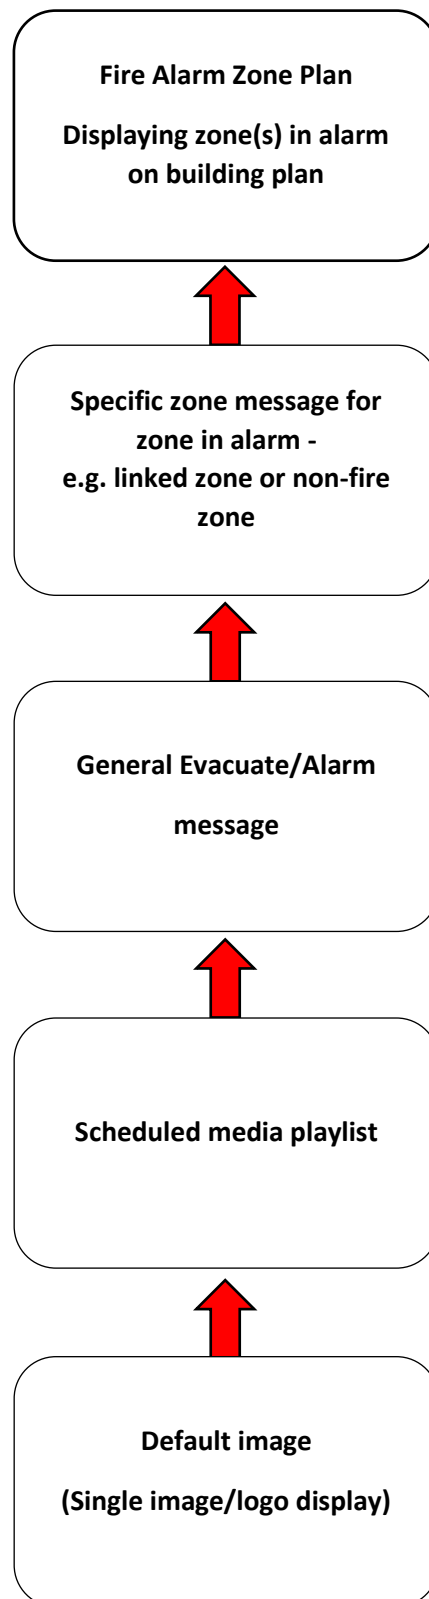 Fire Alarm Zone Plan
Displaying zone(s) in alarm
on building plan
Specific zone message for
zone in alarm -
e.g. linked zone or non-fire
zone
General Evacuate/Alarm
message
Scheduled media playlist
Default image
(Single image/logo display)